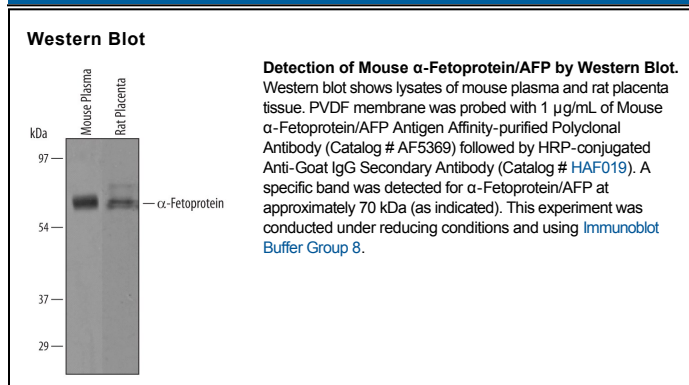 Western Blot
Mouse Plasma
Rat Placenta
kDa
97
α-Fetoprotein
54
37
29
Detection of Mouse α-Fetoprotein/AFP by Western Blot.
Western blot shows lysates of mouse plasma and rat placenta
tissue. PVDF membrane was probed with 1 µg/mL of Mouse
α-Fetoprotein/AFP Antigen Affinity-purified Polyclonal
Antibody (Catalog # AF5369) followed by HRP-conjugated
Anti-Goat IgG Secondary Antibody (Catalog # HAF019). A
specific band was detected for α-Fetoprotein/AFP at
approximately 70 kDa (as indicated). This experiment was
conducted under reducing conditions and using Immunoblot
Buffer Group 8.